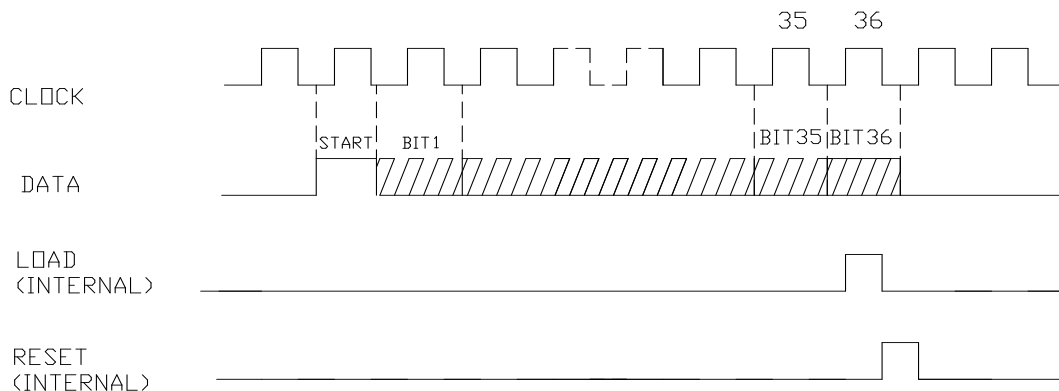 35 36
CLOCK
START BIT1 BIT35 BIT36
DATA
LOAD
(INTERNAL)
RESET
(INTERNAL)